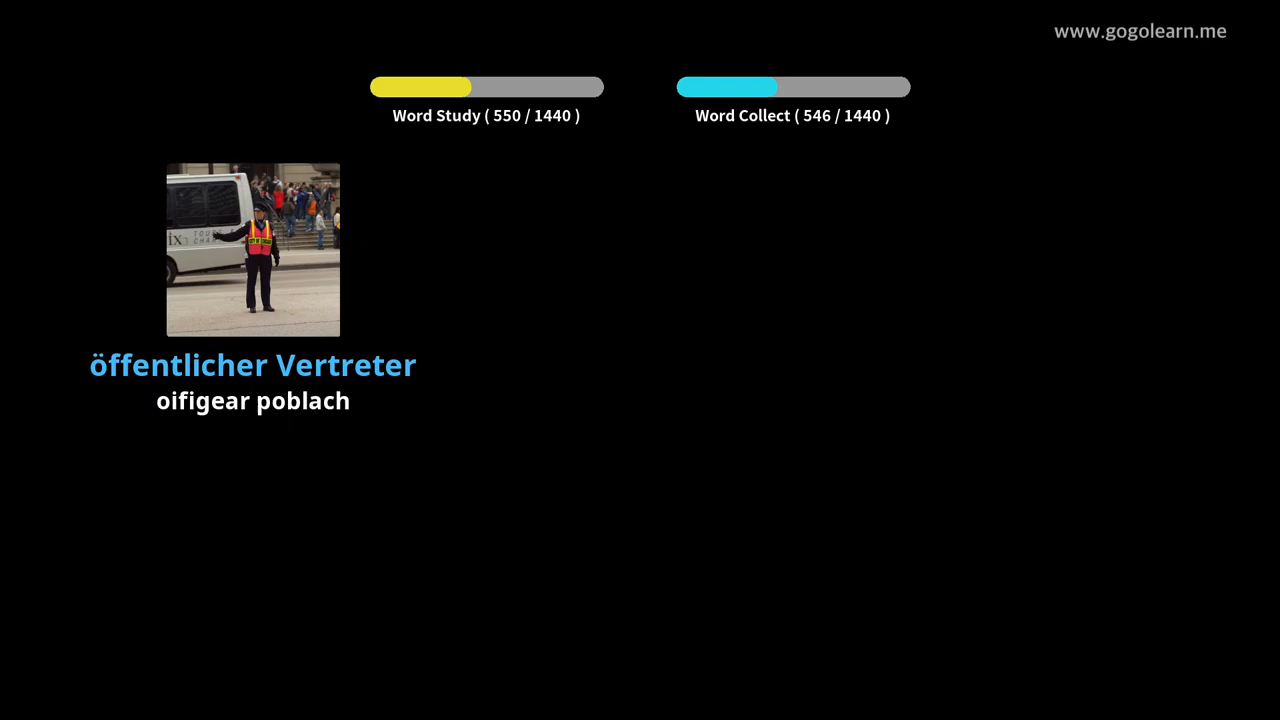 www.gogolearn.me
Word Study ( 550 / 1440 )
Word Collect ( 546 / 1440 )
öffentlicher Vertreter
oifigear poblach